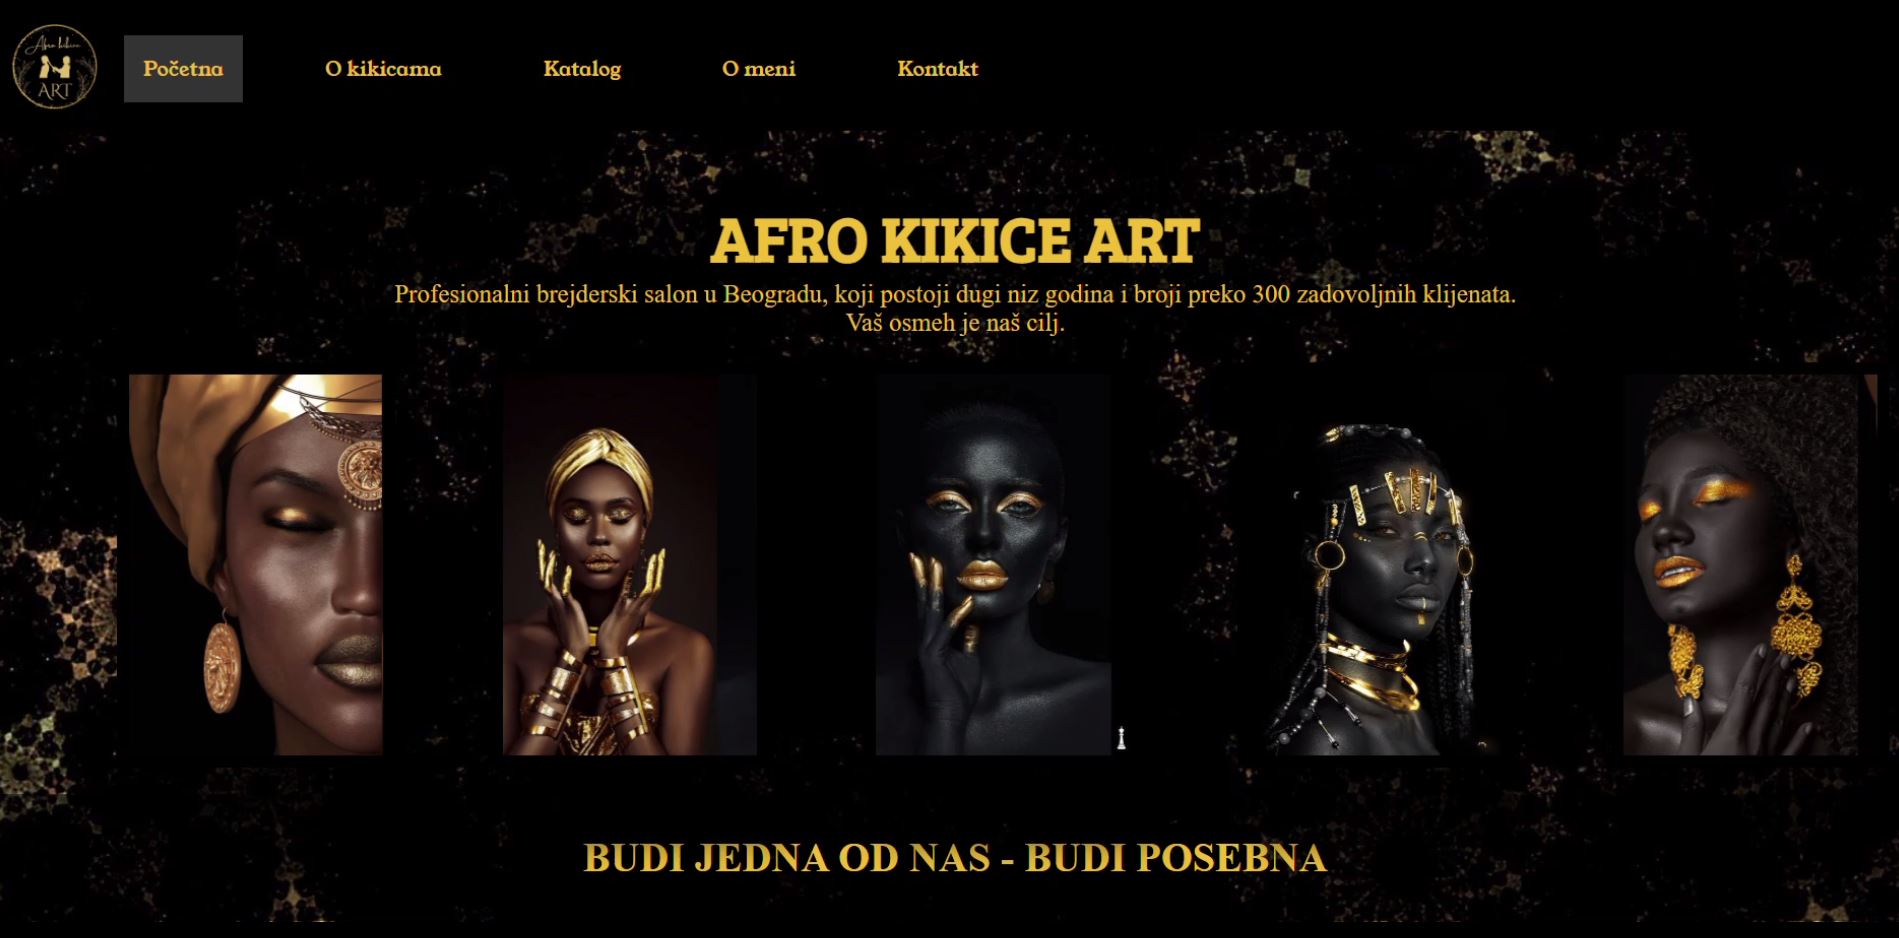 Afro kikice
ART
Početna
O kikicama
Katalog
O meni
Kontakt
AFRO KIKICE ART
Profesionalni brejderski salon u Beogradu, koji postoji dugi niz godina i broji preko 300 zadovoljnih klijenata.
Vaš osmeh je naš cilj.
BUDI JEDNA OD NAS - BUDI POSEBNA